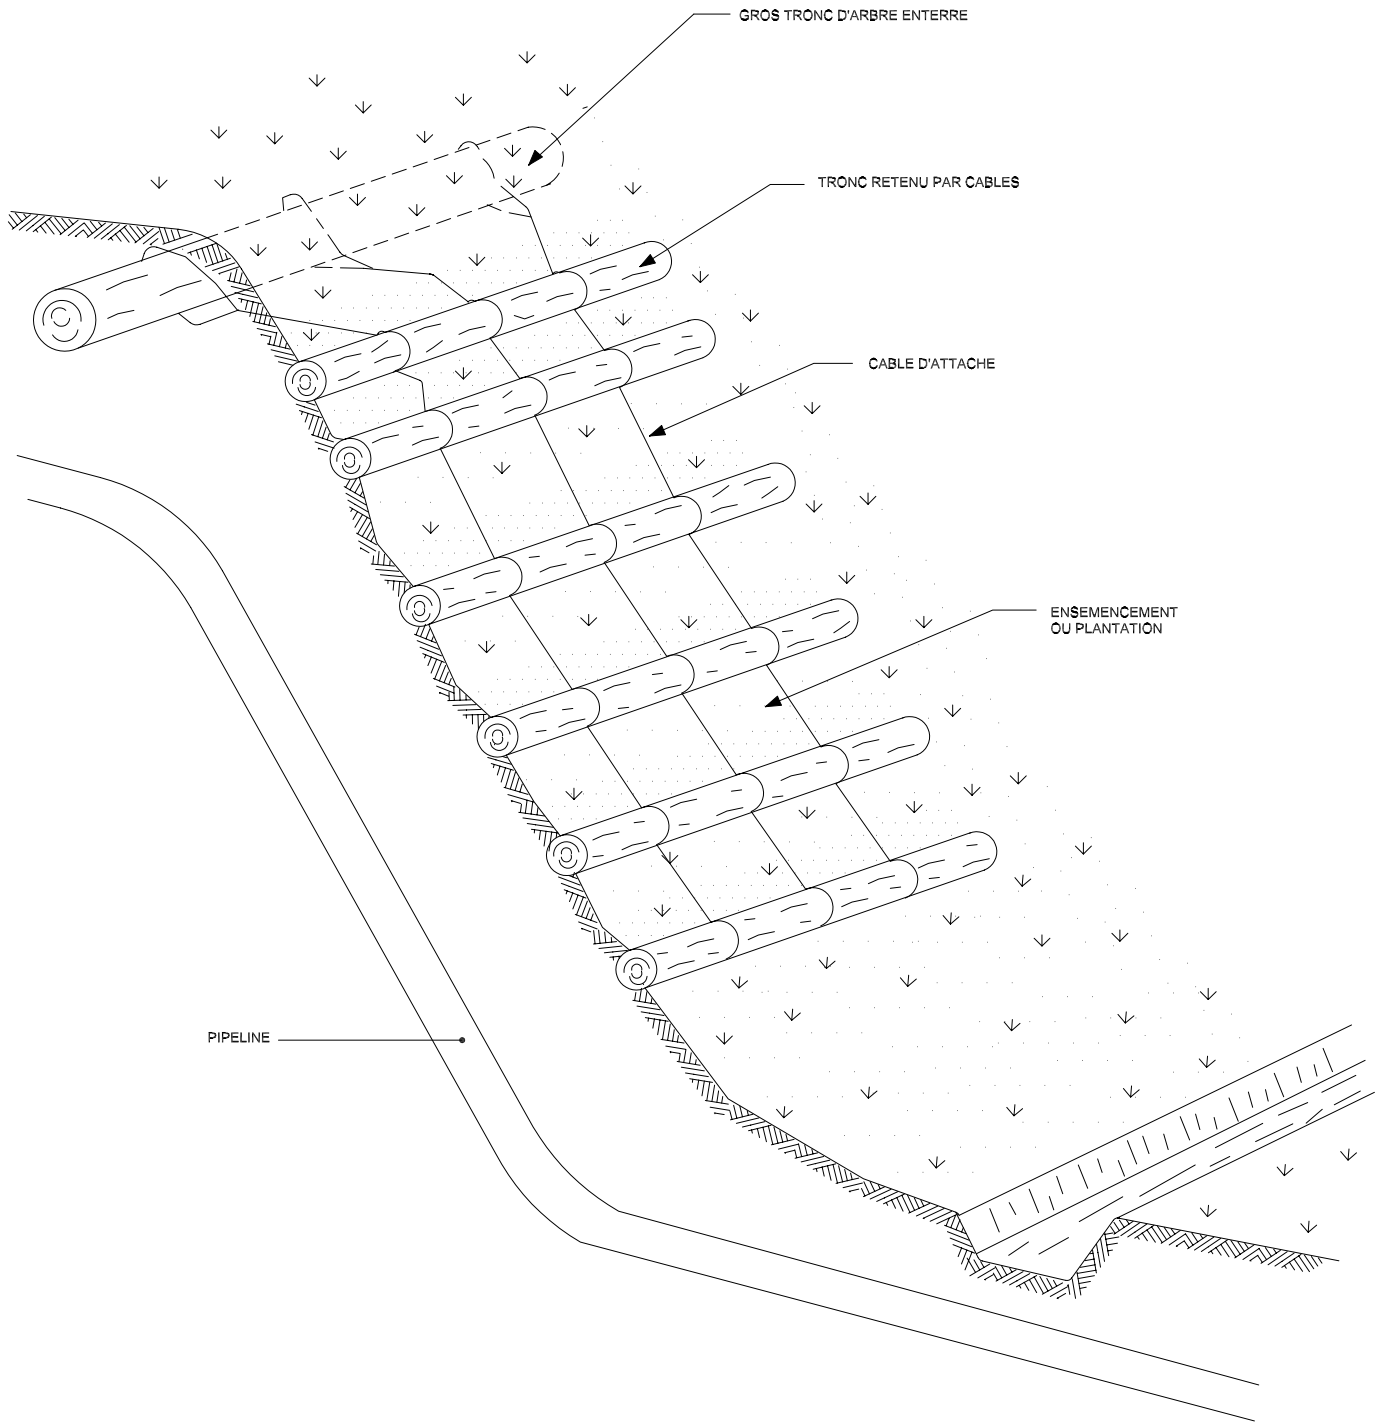 GROS TRONC D'ARBRE ENTERRE
TRONC RETENU PAR CABLES
CABLE D'ATTACHE
ENSEMENCEMENT
OU PLANTATION
PIPELINE